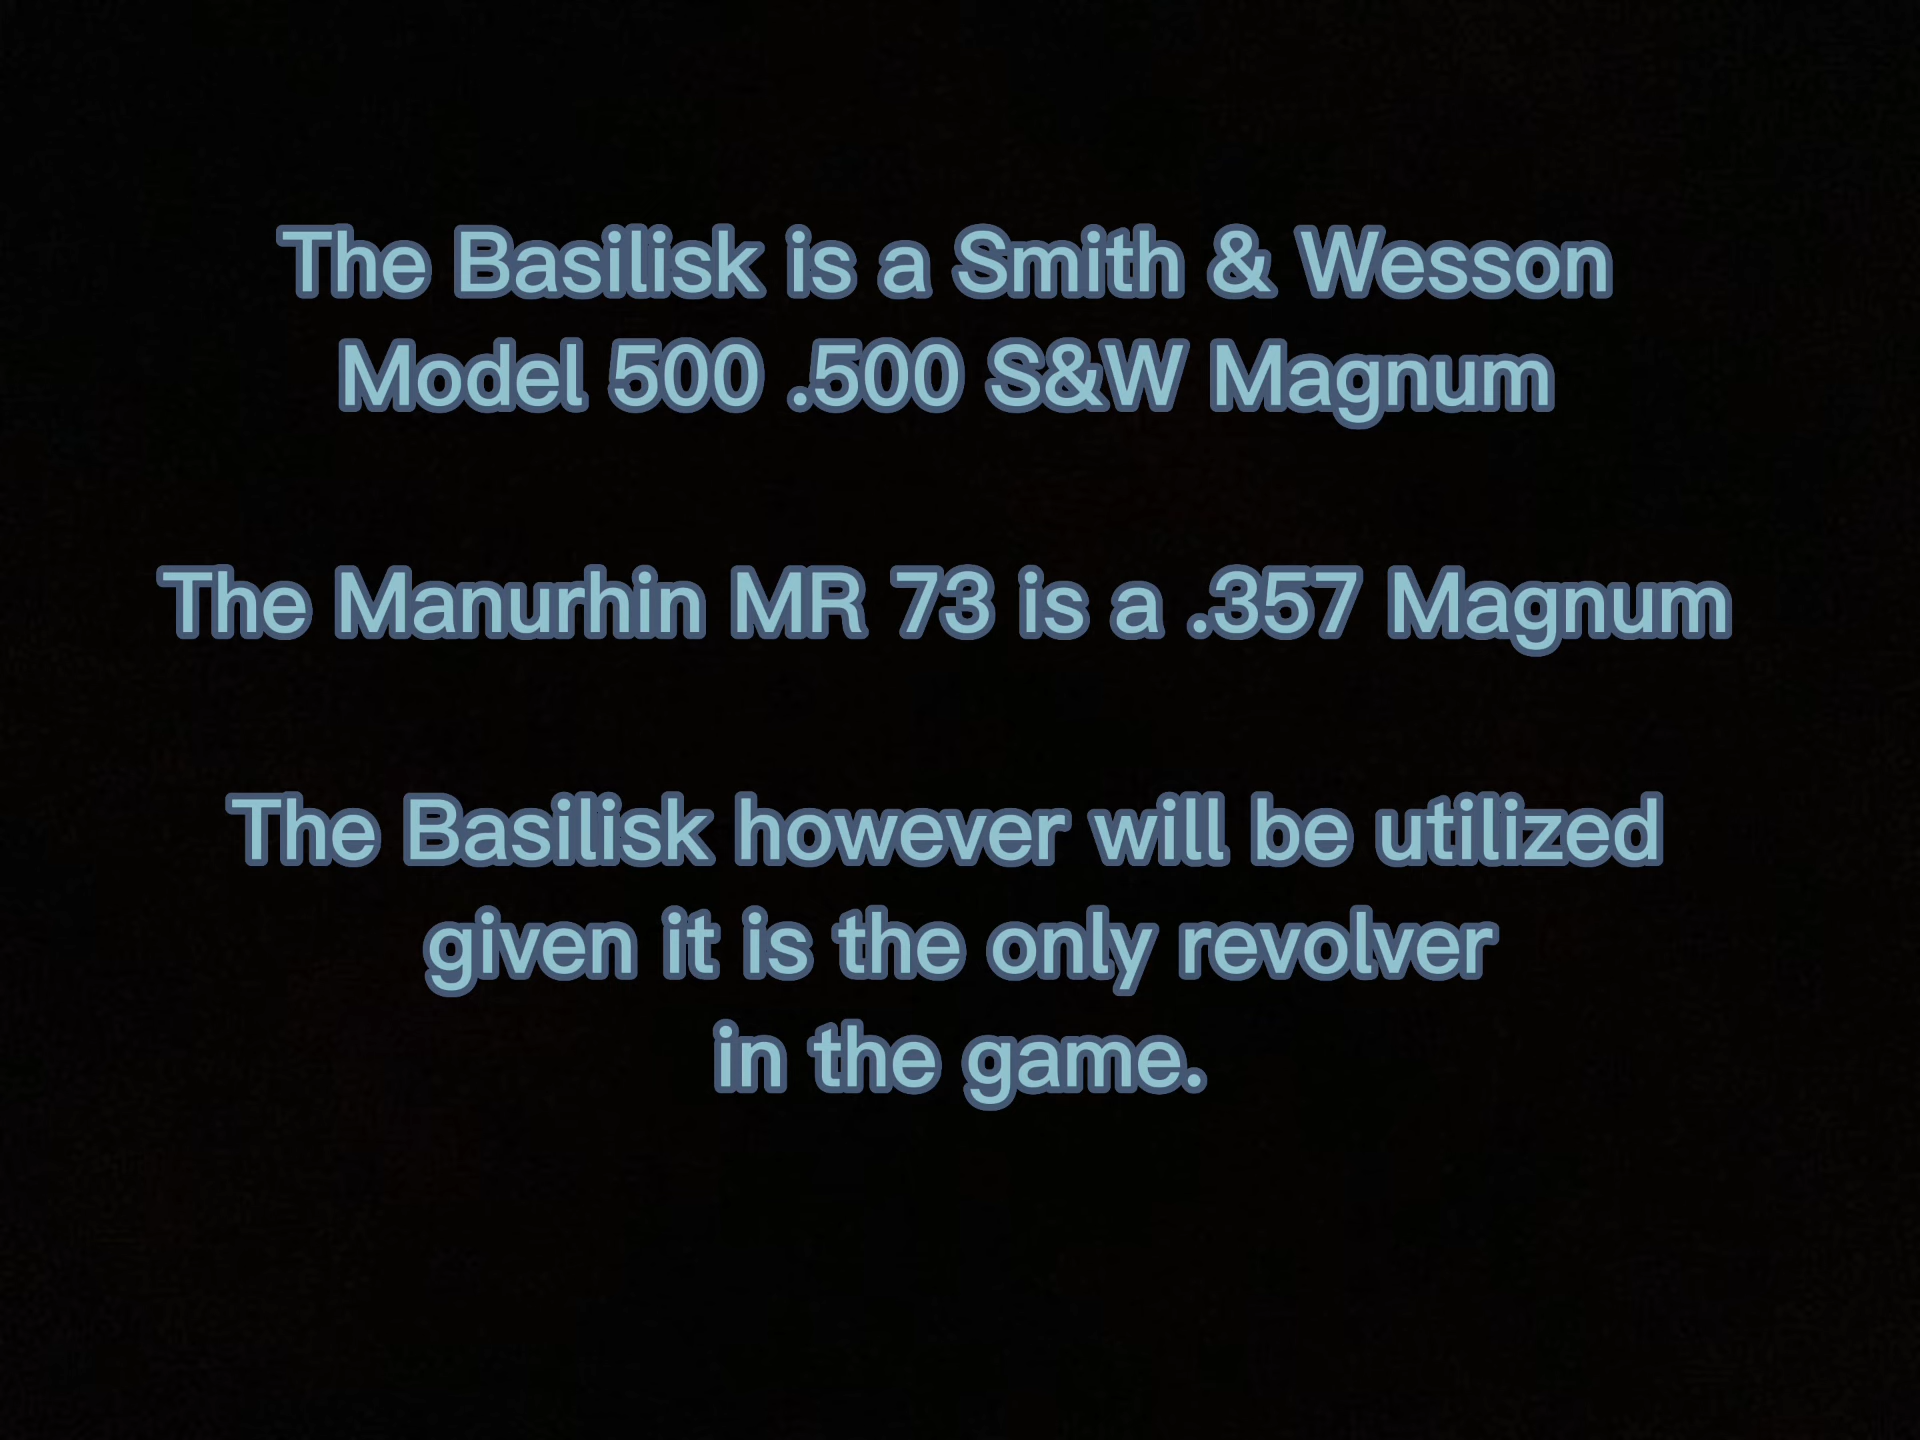 The Basilisk is a Smith & Wesson
Model 500 .500 S&W Magnum
The Manurhin MR 73 is a .357 Magnum
The Basilisk however will be utilized
given it is the only revolver
in the game.